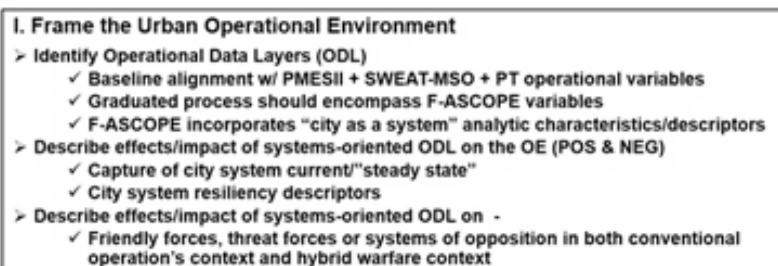 I. Frame the Urban Operational Environment
➢ Identify Operational Data Layers (ODL)
✓ Baseline alignment w/ PMESII + SWEAT-MSO + PT operational variables
✓ Graduated process should encompass F-ASCOPE variables
✓ F-ASCOPE incorporates "city as a system" analytic characteristics/descriptors
➢ Describe effects/impact of systems-oriented ODL on the OE (POS & NEG)
✓ Capture of city system current/"steady state"
✓ City system resiliency descriptors
➢ Describe effects/impact of systems-oriented ODL on -
✓ Friendly forces, threat forces or systems of opposition in both conventional
operation's context and hybrid warfare context